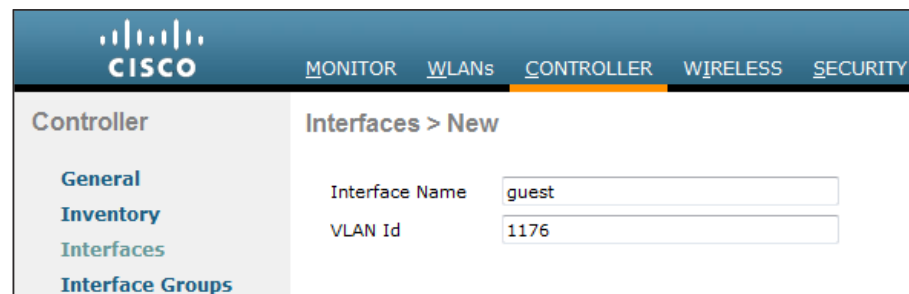 CISCO
MONITOR WLANs CONTROLLER WIRELESS SECURITY
Controller
Interfaces > New
General
Inventory
Interfaces
Interface Groups
Interface Name guest
VLAN Id 1176